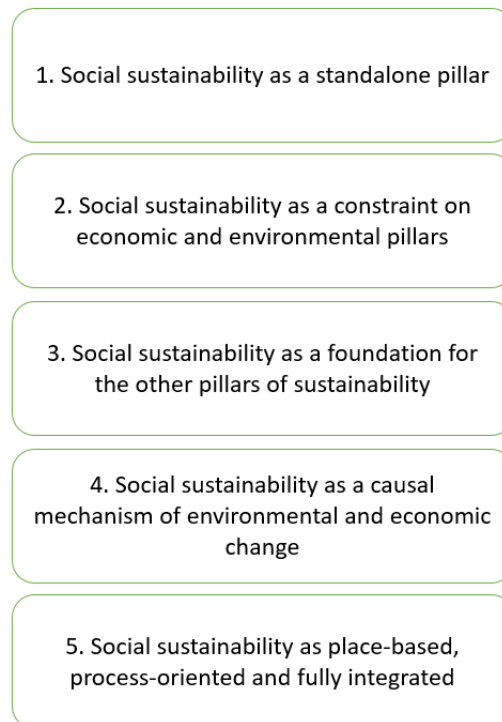 1. Social sustainability as a standalone pillar
2. Social sustainability as a constraint on
economic and environmental pillars
3. Social sustainability as a foundation for
the other pillars of sustainability
4. Social sustainability as a causal
mechanism of environmental and economic
change
5. Social sustainability as place-based,
process-oriented and fully integrated